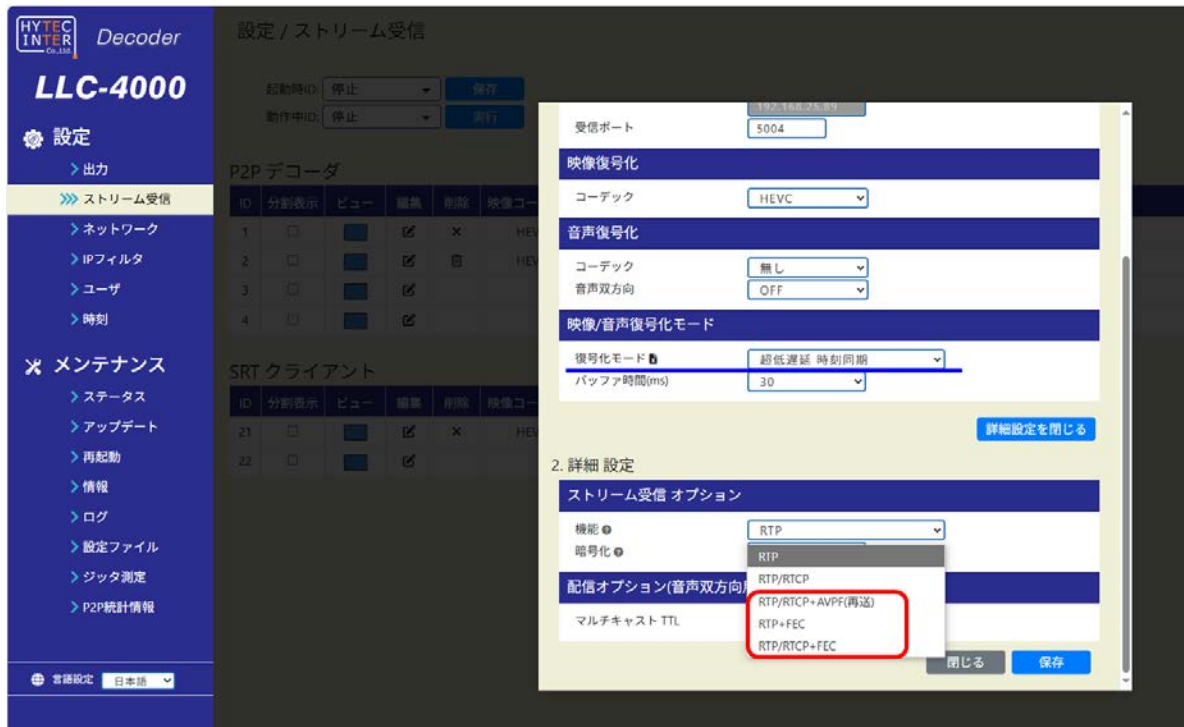 HYTEC
INTER
Co.,Ltd.
Decoder
LLC-4000
設定
出力
ストリーム受信
ネットワーク
IPフィルタ
ユーザ
時刻
メンテナンス
ステータス
アップデート
再起動
情報
ログ
設定ファイル
ジッタ測定
P2P統計情報
言語設定 日本語
設定 / ストリーム受信
起動時ID: 停止 保存
動作中ID: 停止 実行
P2P デコーダ
ID 分割表示 ビュー 編集 削除 映像コー
1 HEV
2 HEV
3
4
SRT クライアント
ID 分割表示 ビュー 編集 削除 映像コー
21 HEV
22
192.168.25.89
受信ポート 5004
映像復号化
コーデック HEVC
音声復号化
コーデック 無し
音声双方向 OFF
映像/音声復号化モード
復号化モード 超低遅延 時刻同期
バッファ時間(ms) 30
詳細設定を閉じる
2. 詳細 設定
ストリーム受信 オプション
機能 RTP
暗号化
RTP
RTP/RTCP
RTP/RTCP+AVPF(再送)
RTP+FEC
RTP/RTCP+FEC
配信オプション(音声双方向
マルチキャスト TTL
閉じる 保存